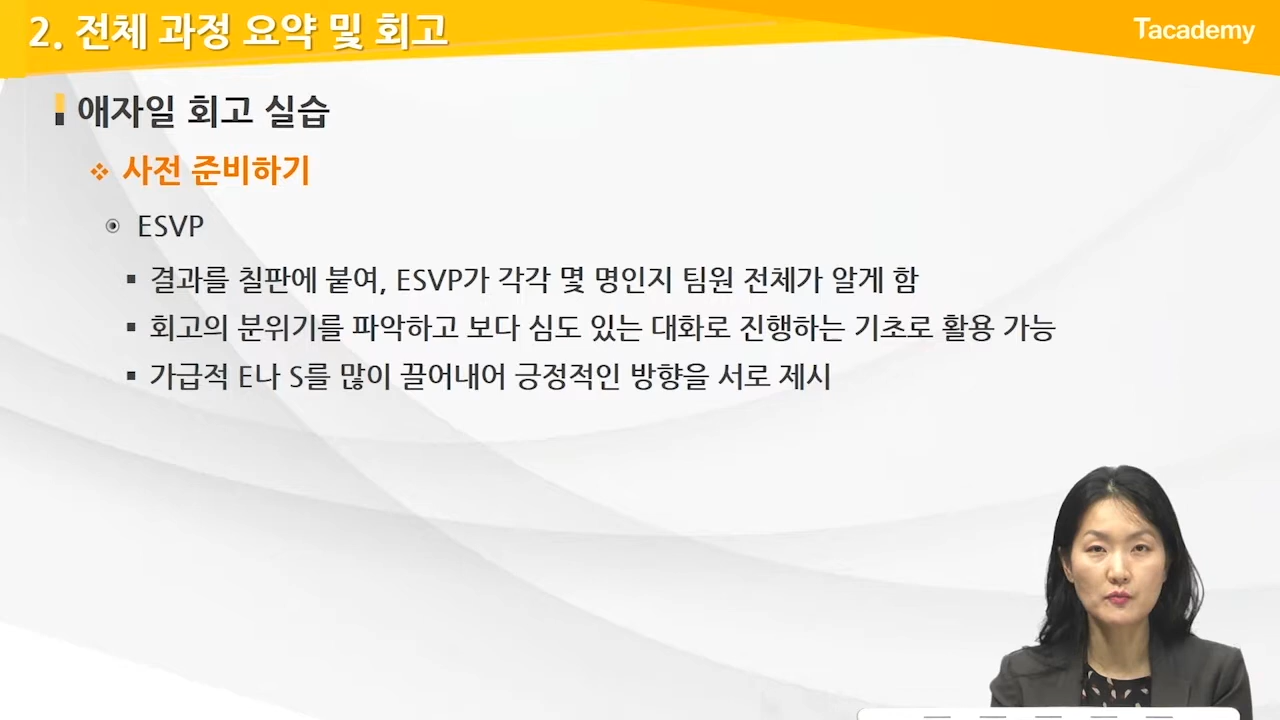 2. 전체 과정 요약 및 회고
Tacademy
애자일 회고 실습
사전 준비하기
ESVP
결과를 칠판에 붙여, ESVP가 각각 몇 명인지 팀원 전체가 알게 함
회고의 분위기를 파악하고 보다 심도 있는 대화로 진행하는 기초로 활용 가능
가급적 E나 S를 많이 끌어내어 긍정적인 방향을 서로 제시